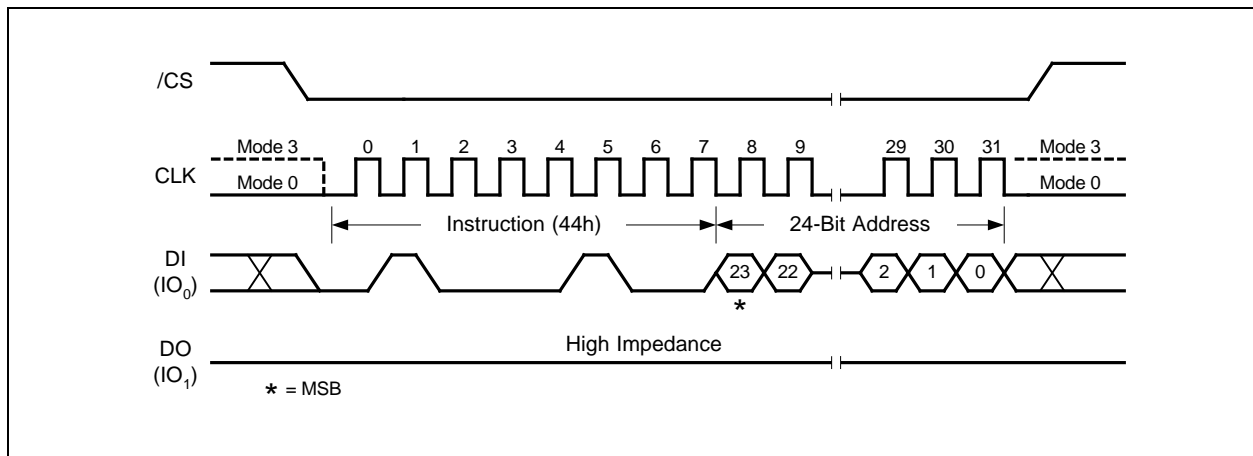 /CS
Mode 3 0 1 2 3 4 5 6 7 8 9 29 30 31 Mode 3
CLK
Mode 0 Mode 0
Instruction (44h) 24-Bit Address
DI
(IO0)
23 22 2 1 0
*
High Impedance
DO
(IO1)
* = MSB